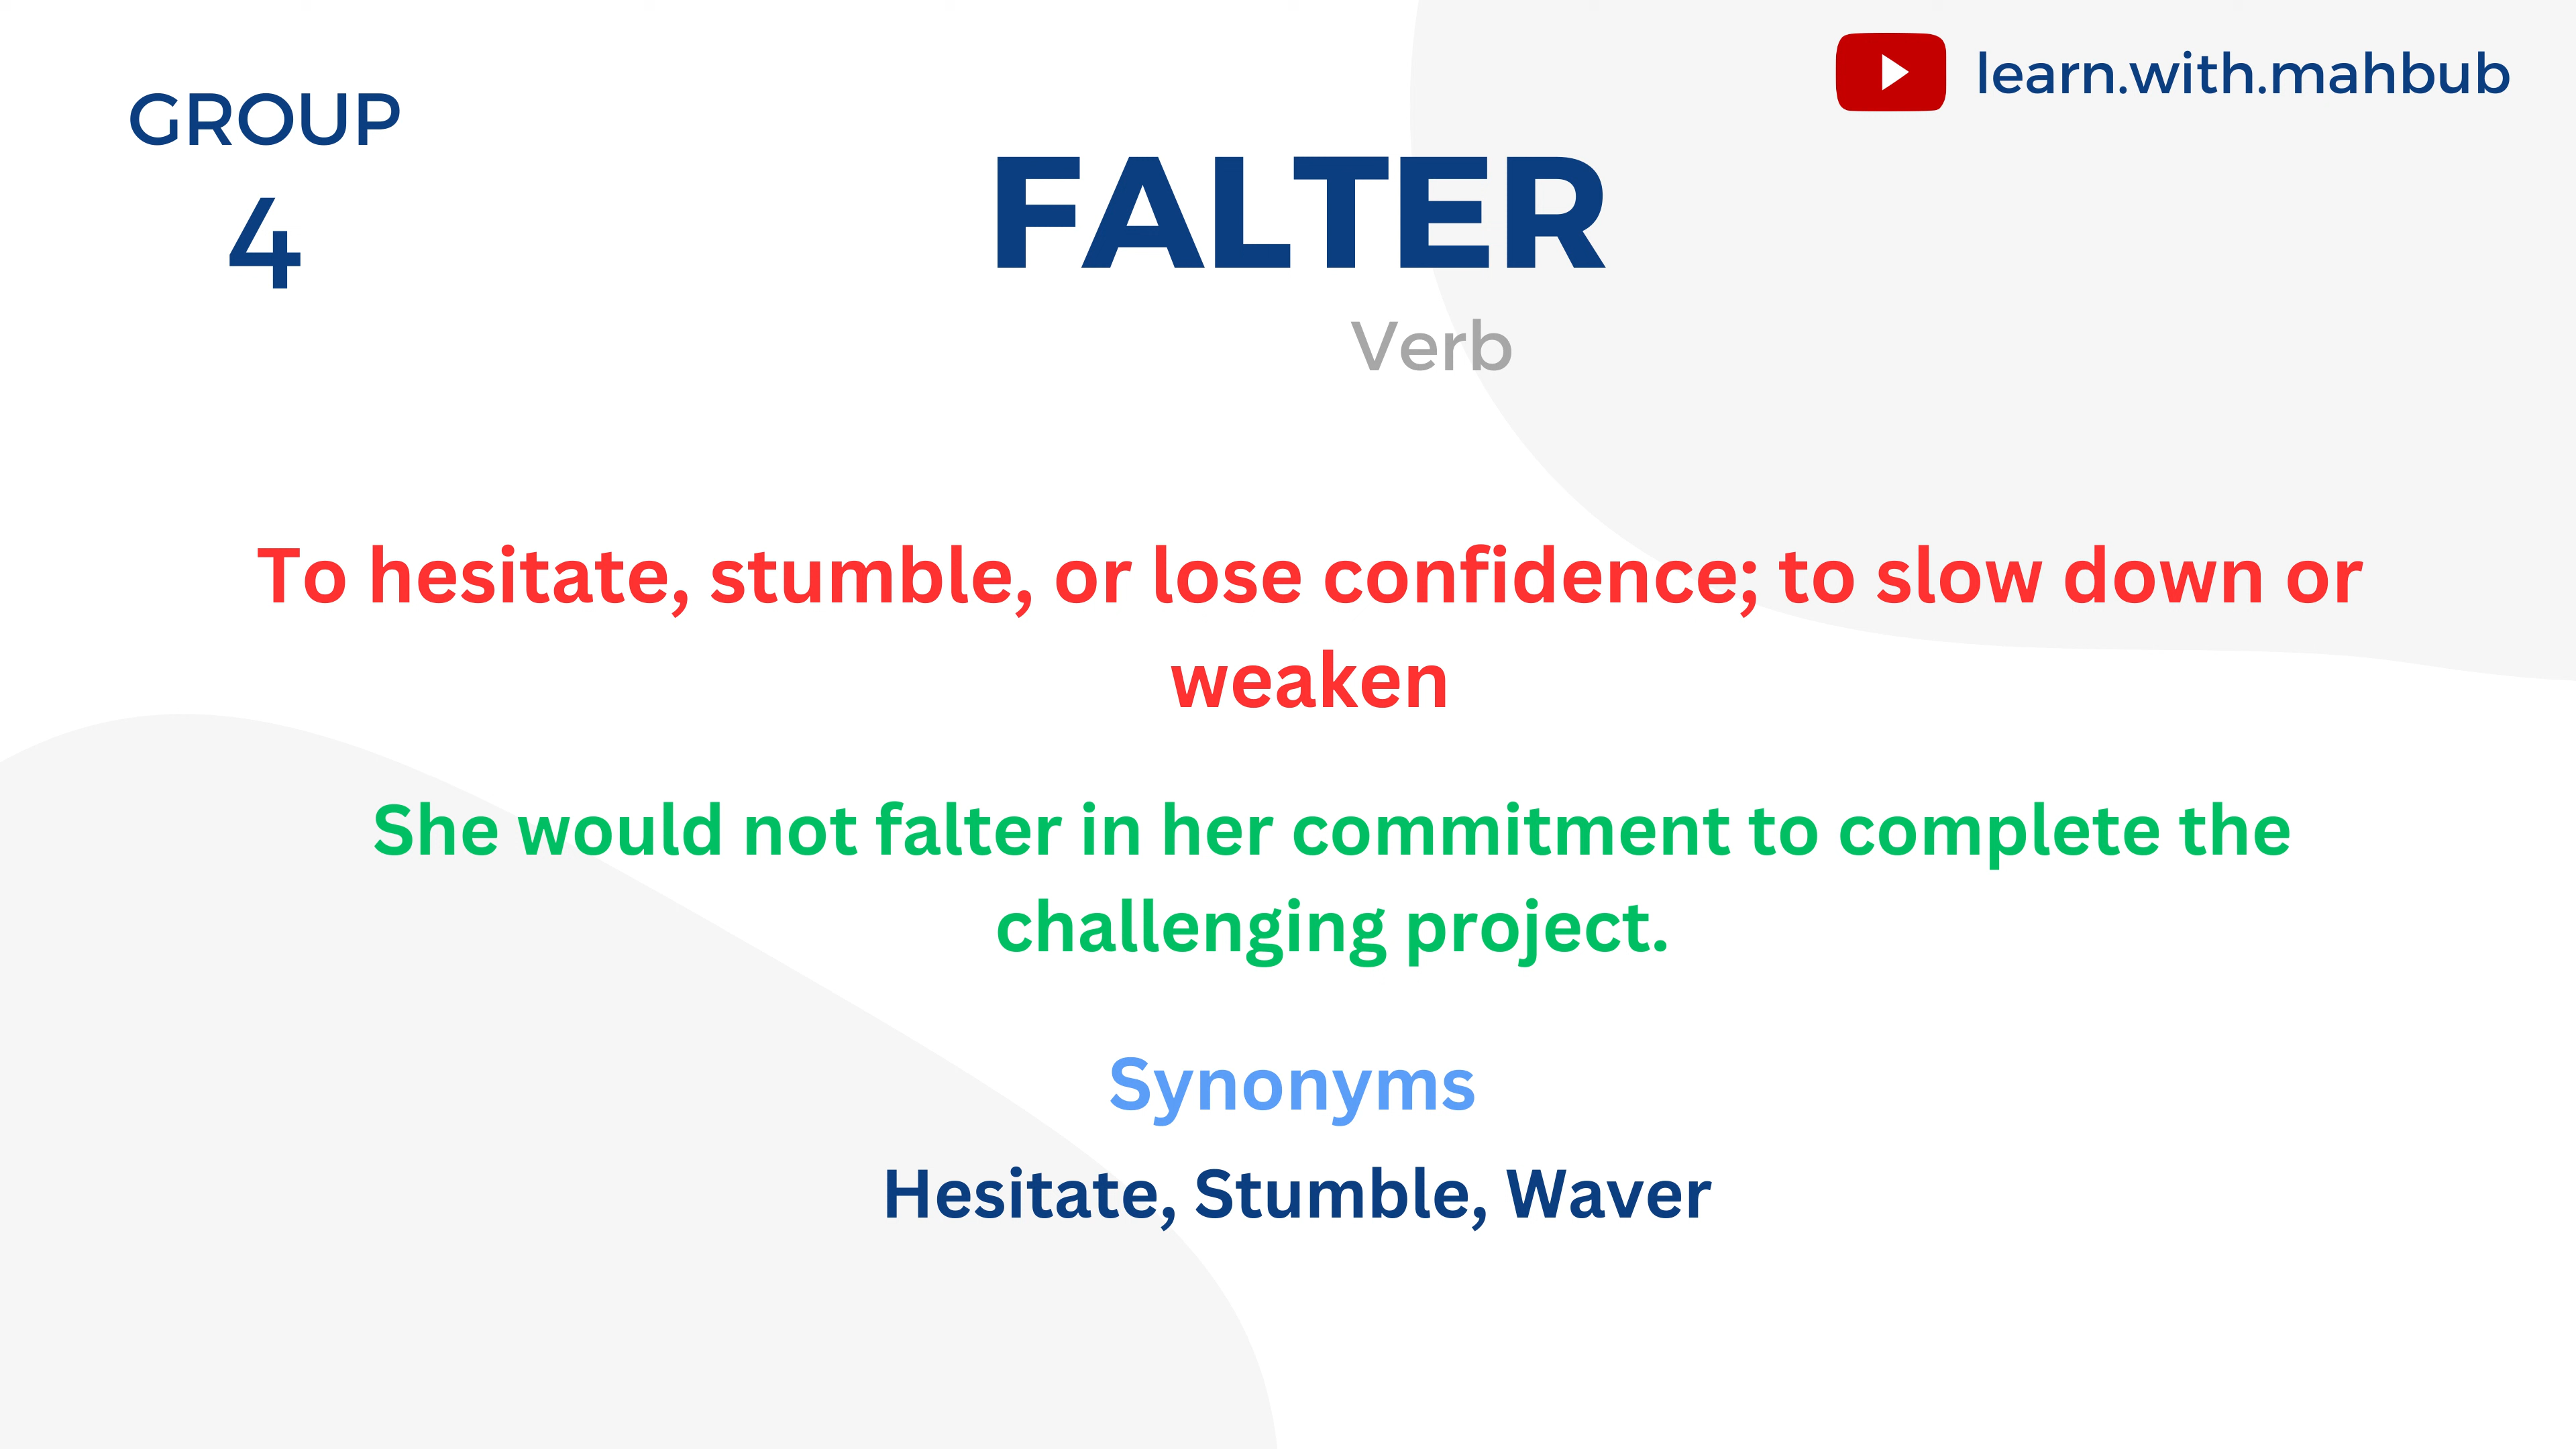 GROUP
4
learn.with.mahbub
FALTER
Verb
To hesitate, stumble, or lose confidence; to slow down or
weaken
She would not falter in her commitment to complete the
challenging project.
Synonyms
Hesitate, Stumble, Waver